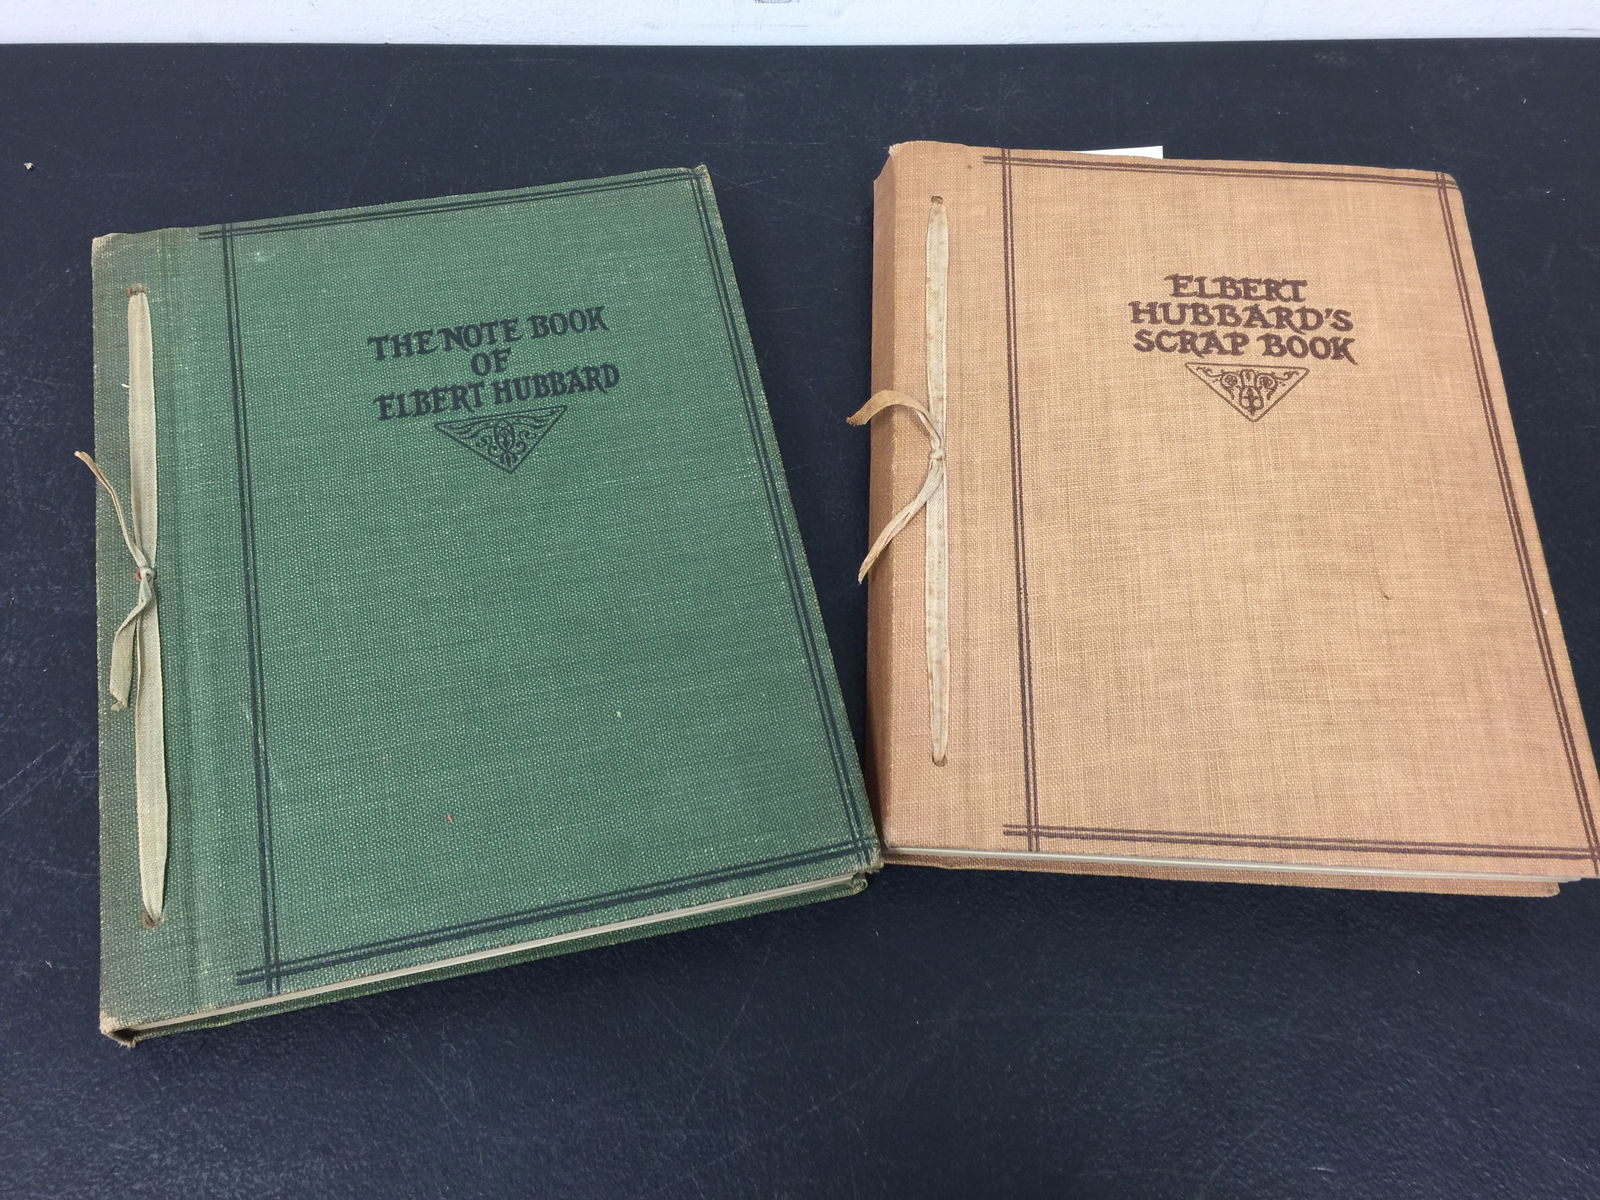 THE NOTE BOOK
OF
ELBERT HUBBARD
ELBERT
HUBBARD'S
SCRAP BOOK